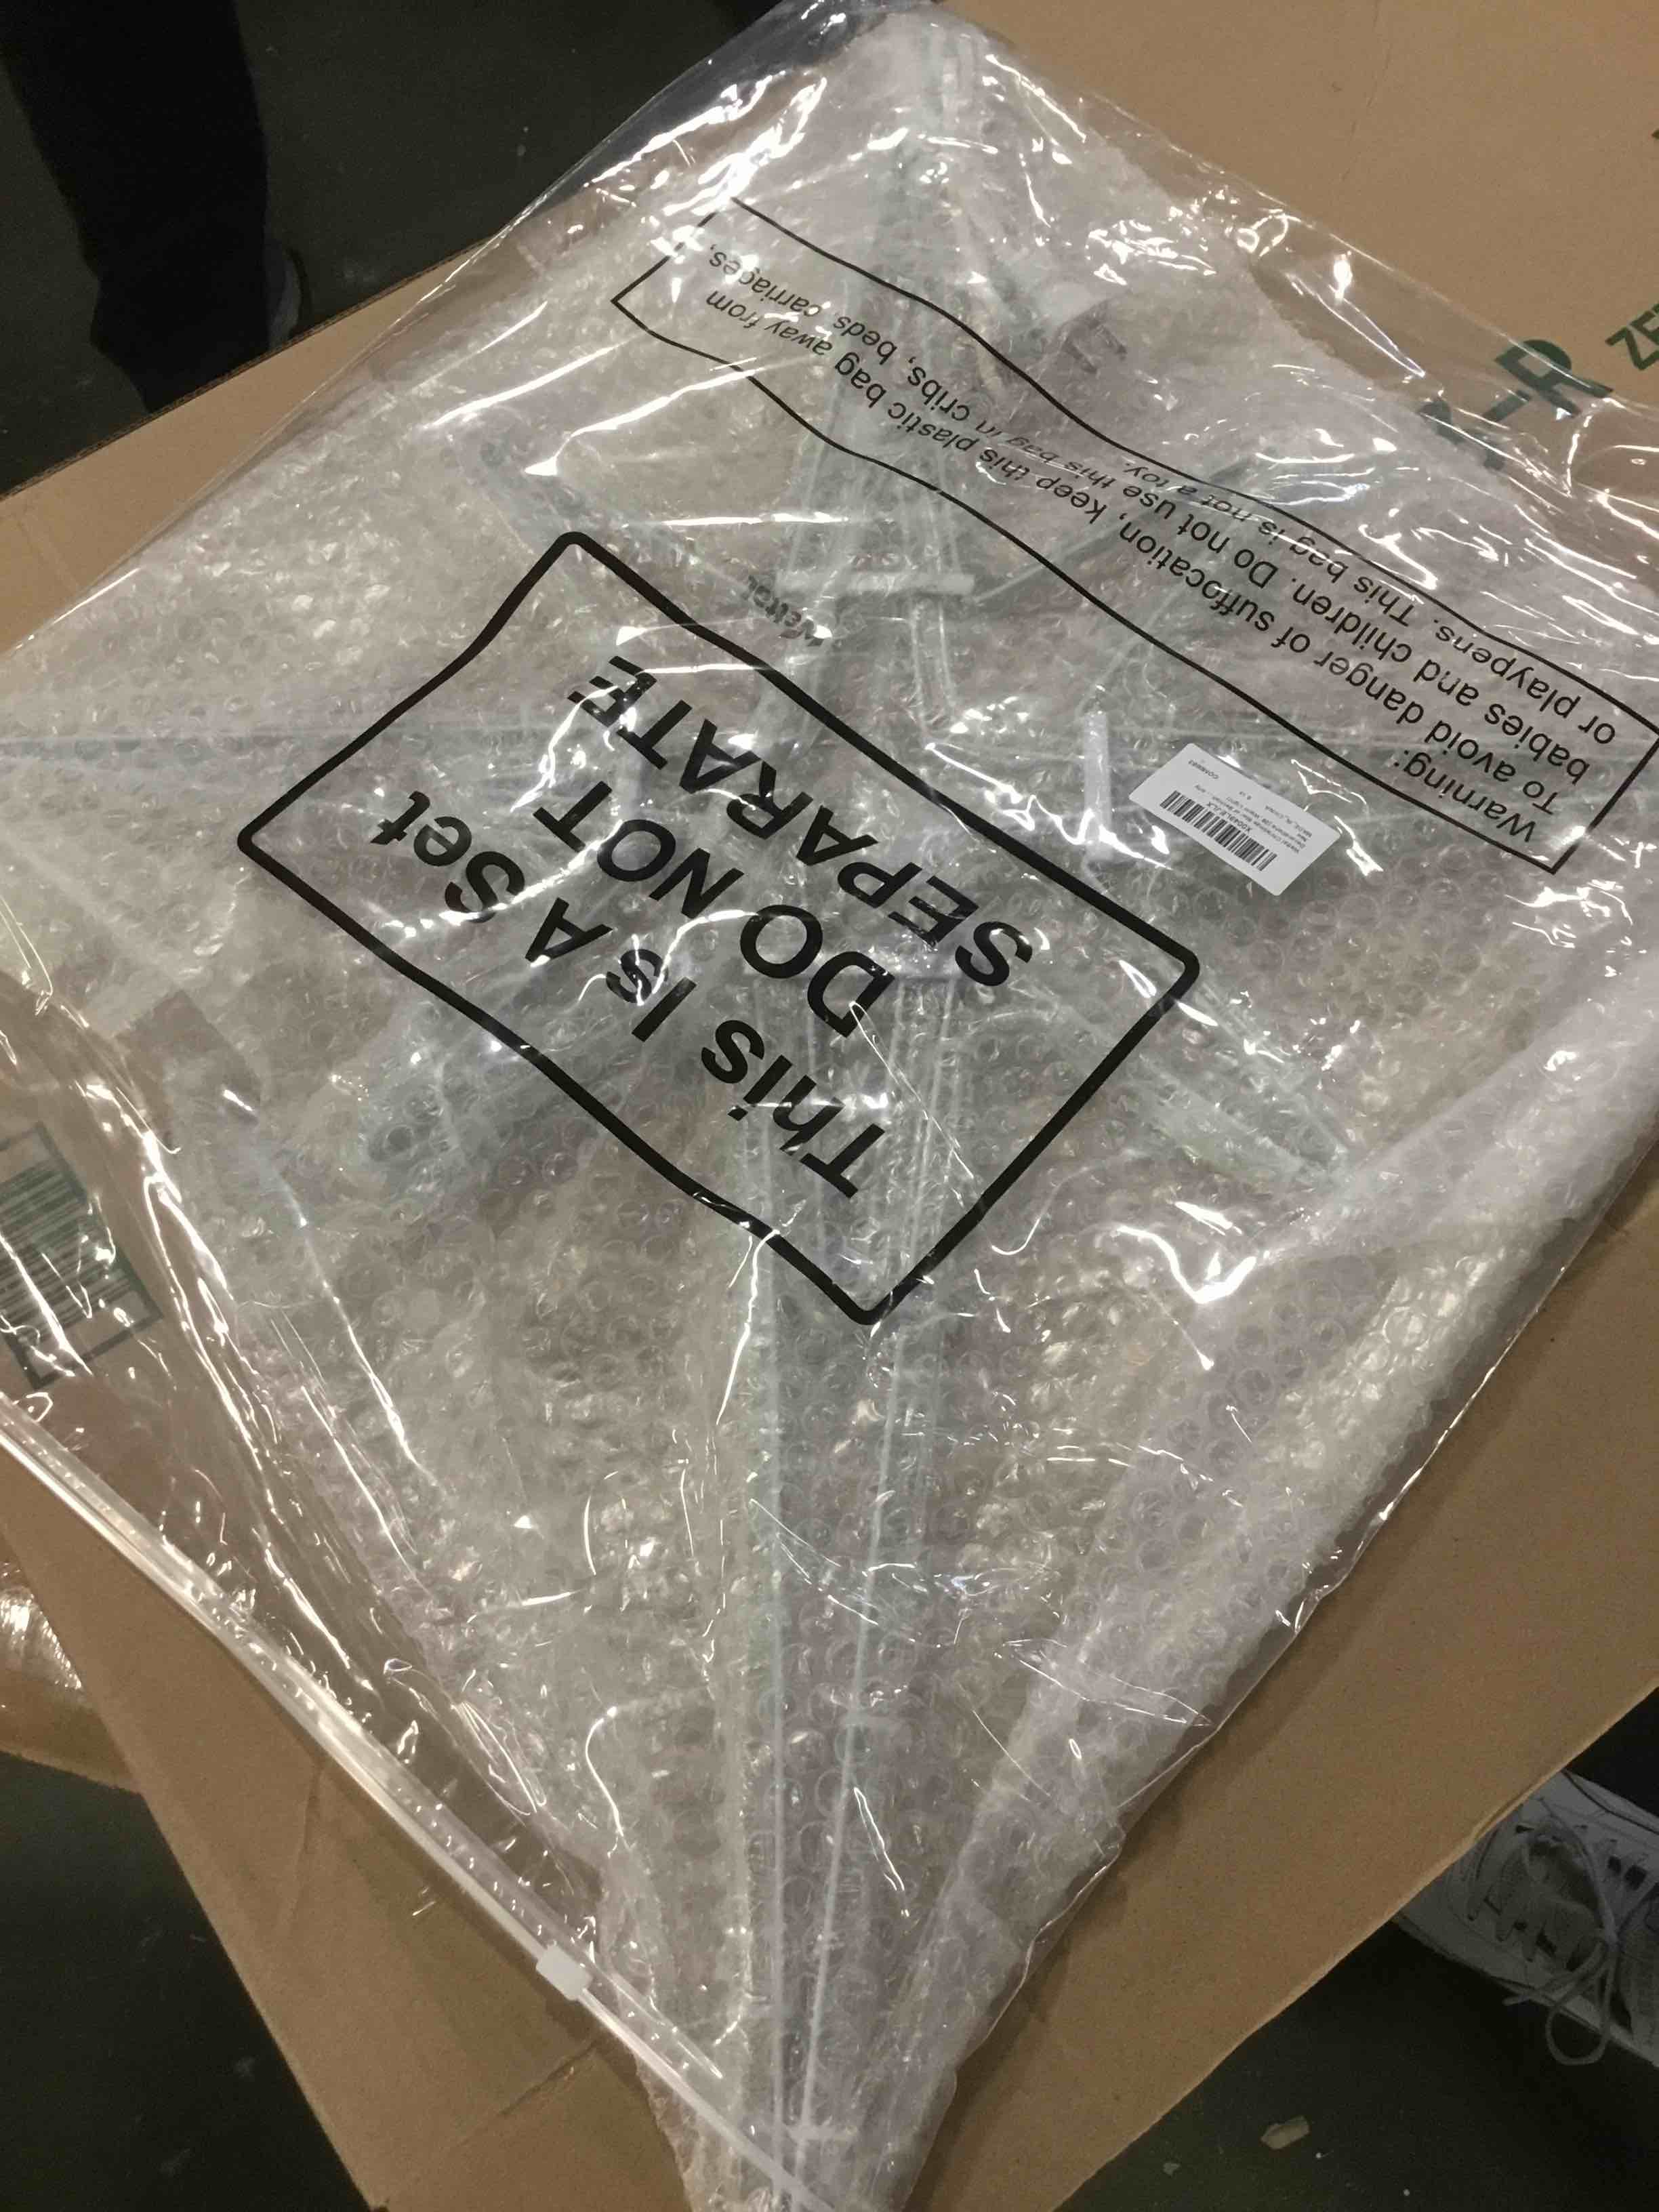 This Is A Set
DO NOT
SEPARATE
Warning:
To avoid danger of suffocation, keep this plastic bag away from
babies and children. Do not use this bag in cribs, beds, carriages,
or playpens. This bag is not a toy.